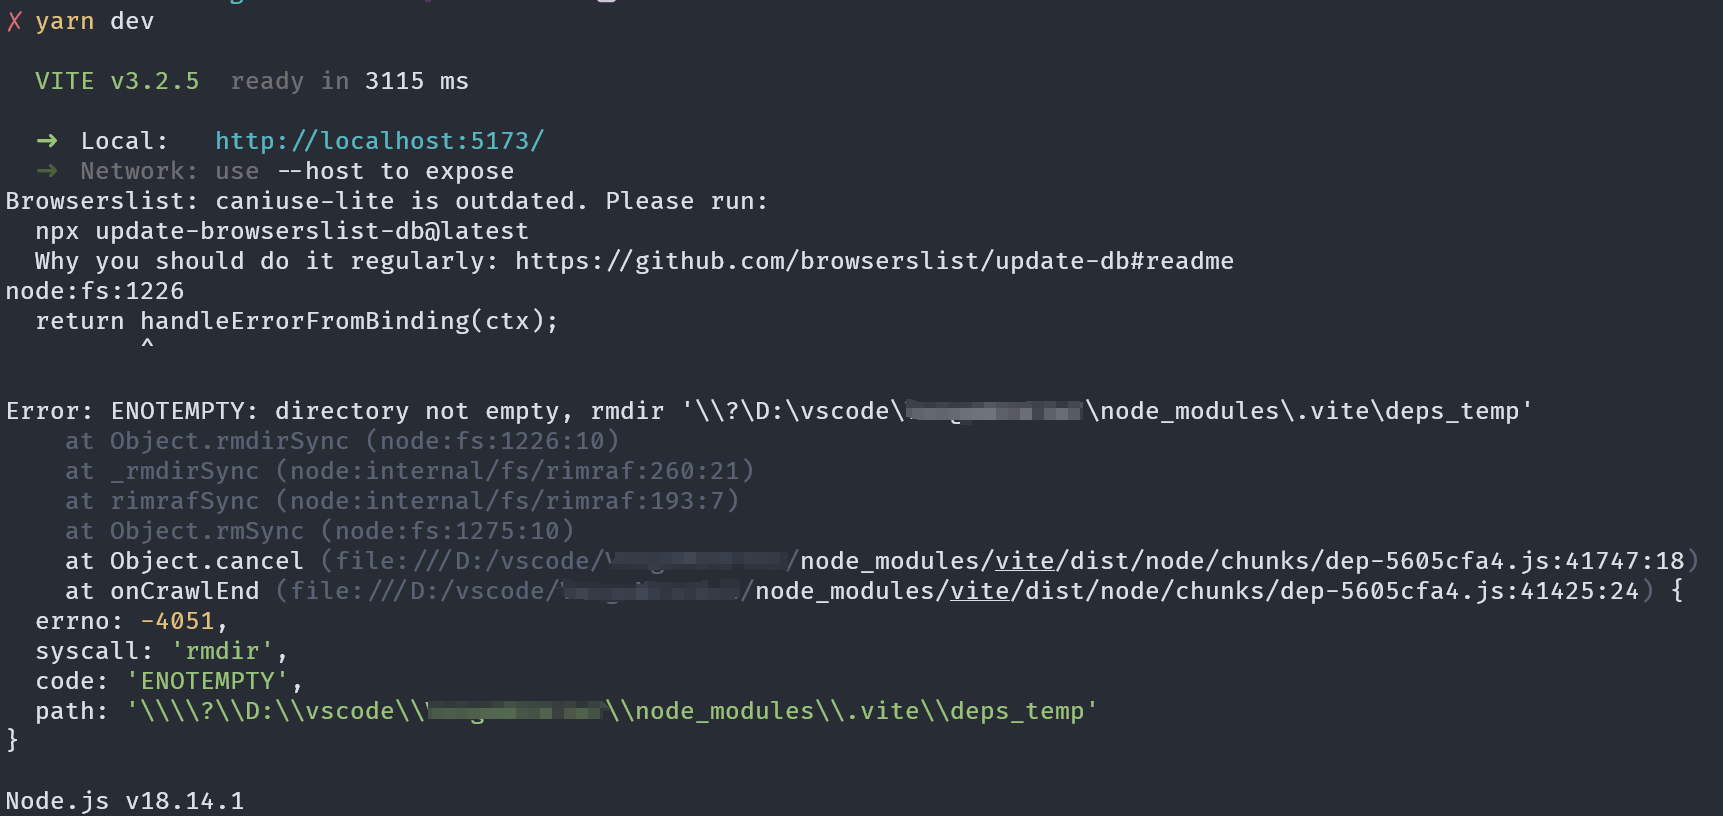 ✗ yarn dev
VITE v3.2.5 ready in 3115 ms
➜ Local: http://localhost:5173/
➜ Network: use --host to expose
Browserslist: caniuse-lite is outdated. Please run:
npx update-browserslist-db@latest
Why you should do it regularly: https://github.com/browserslist/update-db#readme
node:fs:1226
return handleErrorFromBinding(ctx);
^
Error: ENOTEMPTY: directory not empty, rmdir '\\?\D:\vscode\ \node_modules\.vite\deps_temp'
at Object.rmdirSync (node:fs:1226:10)
at _rmdirSync (node:internal/fs/rimraf:260:21)
at rimrafSync (node:internal/fs/rimraf:193:7)
at Object.rmSync (node:fs:1275:10)
at Object.cancel (file:///D:/vscode/ /node_modules/vite/dist/node/chunks/dep-5605cfa4.js:41747:18)
at onCrawlEnd (file:///D:/vscode/ /node_modules/vite/dist/node/chunks/dep-5605cfa4.js:41425:24) {
errno: -4051,
syscall: 'rmdir',
code: 'ENOTEMPTY',
path: '\\\\?\\D:\\vscode\\ \\node_modules\\.vite\\deps_temp'
}
Node.js v18.14.1